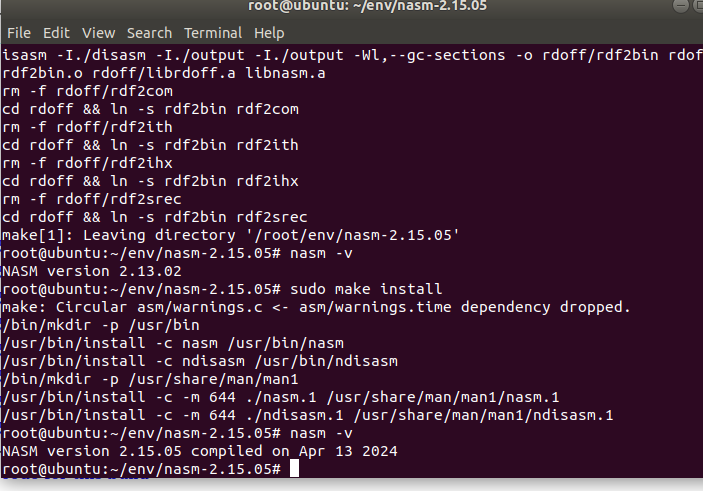 root@ubuntu: ~/env/nasm-2.15.05
File Edit View Search Terminal Help
isasm -I./disasm -I./output -I./output -Wl,--gc-sections -o rdoff/rdf2bin rdof
rdf2bin.o rdoff/librdoff.a libnasm.a
rm -f rdoff/rdf2com
cd rdoff && ln -s rdf2bin rdf2com
rm -f rdoff/rdf2ith
cd rdoff && ln -s rdf2bin rdf2ith
rm -f rdoff/rdf2ihx
cd rdoff && ln -s rdf2bin rdf2ihx
rm -f rdoff/rdf2srec
cd rdoff && ln -s rdf2bin rdf2srec
make[1]: Leaving directory '/root/env/nasm-2.15.05'
root@ubuntu:~/env/nasm-2.15.05# nasm -v
NASM version 2.13.02
root@ubuntu:~/env/nasm-2.15.05# sudo make install
make: Circular asm/warnings.c <- asm/warnings.time dependency dropped.
/bin/mkdir -p /usr/bin
/usr/bin/install -c nasm /usr/bin/nasm
/usr/bin/install -c ndisasm /usr/bin/ndisasm
/bin/mkdir -p /usr/share/man/man1
/usr/bin/install -c -m 644 ./nasm.1 /usr/share/man/man1/nasm.1
/usr/bin/install -c -m 644 ./ndisasm.1 /usr/share/man/man1/ndisasm.1
root@ubuntu:~/env/nasm-2.15.05# nasm -v
NASM version 2.15.05 compiled on Apr 13 2024
root@ubuntu:~/env/nasm-2.15.05#